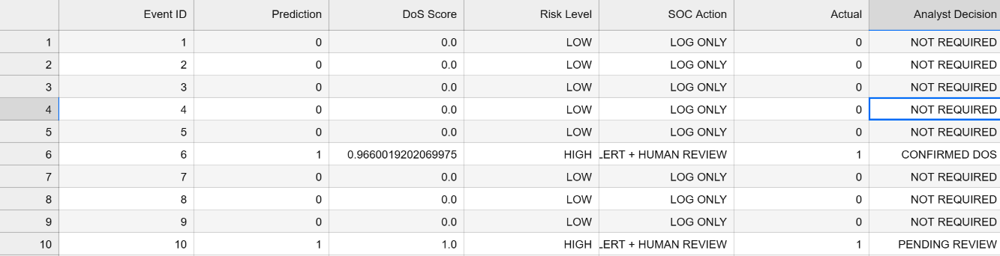 Event ID Prediction DoS Score Risk Level SOC Action Actual Analyst Decision
1 1 0 0.0 LOW LOG ONLY 0 NOT REQUIRED
2 2 0 0.0 LOW LOG ONLY 0 NOT REQUIRED
3 3 0 0.0 LOW LOG ONLY 0 NOT REQUIRED
4 4 0 0.0 LOW LOG ONLY 0 NOT REQUIRED
5 5 0 0.0 LOW LOG ONLY 0 NOT REQUIRED
6 6 1 0.9660019202069975 HIGH LERT + HUMAN REVIEW 1 CONFIRMED DOS
7 7 0 0.0 LOW LOG ONLY 0 NOT REQUIRED
8 8 0 0.0 LOW LOG ONLY 0 NOT REQUIRED
9 9 0 0.0 LOW LOG ONLY 0 NOT REQUIRED
10 10 1 1.0 HIGH LERT + HUMAN REVIEW 1 PENDING REVIEW